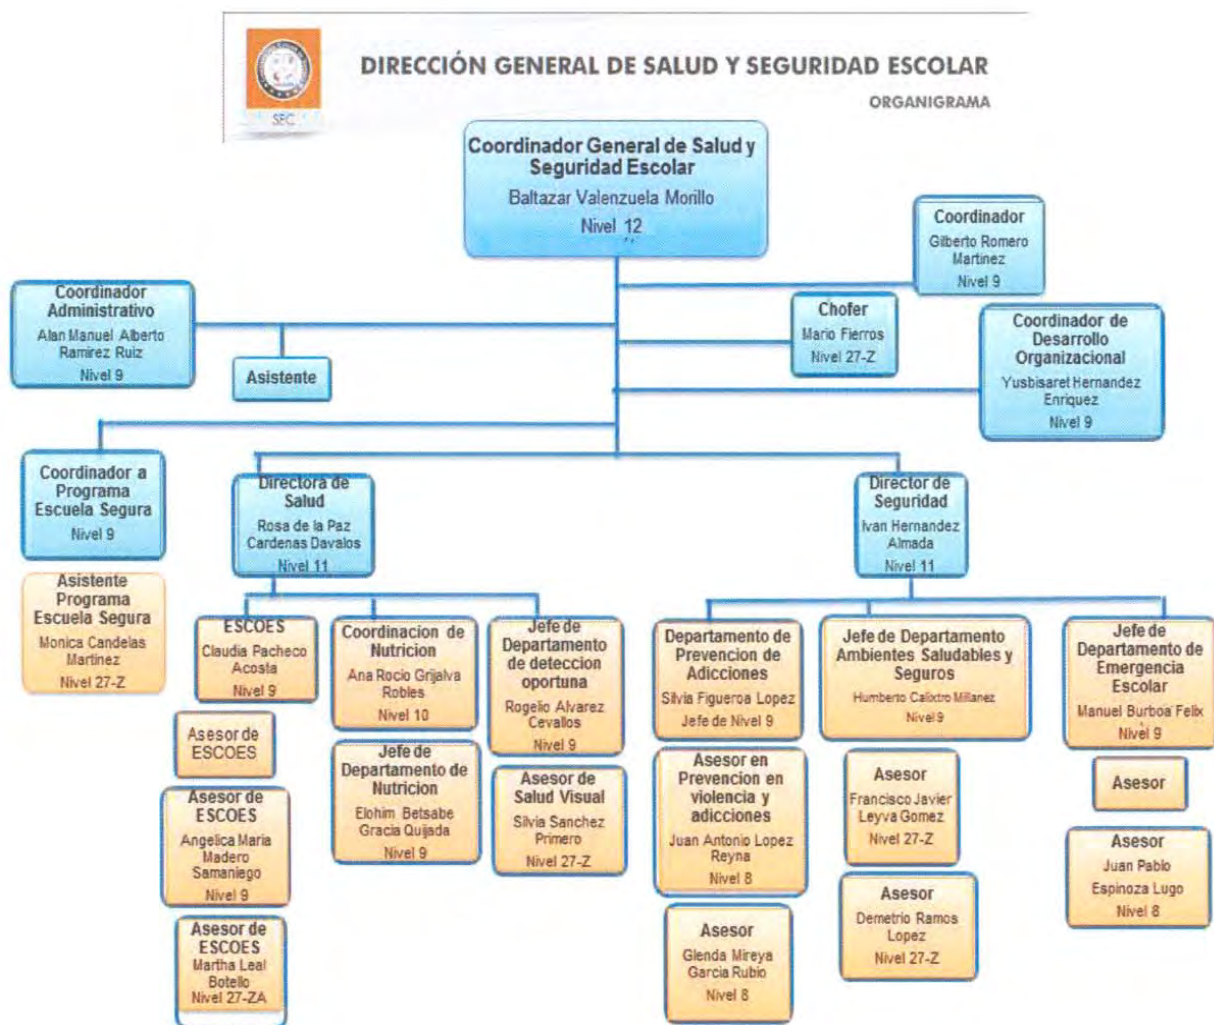 DIRECCIÓN GENERAL DE SALUD Y SEGURIDAD ESCOLAR
ORGANIGRAMA
SEC
Coordinador General de Salud y
Seguridad Escolar
Baltazar Valenzuela Morillo
Nivel 12
Coordinador
Gilberto Romero
Martinez
Nivel 9
Coordinador
Administrativo
Alan Manuel Alberto
Ramirez Ruiz
Nivel 9
Asistente
Chofer
Mario Fierros
Nivel 27-Z
Coordinador de
Desarrollo
Organizacional
Yusbisaret Hernandez
Enriquez
Nivel 9
Coordinador a
Programa
Escuela Segura
Nivel 9
Asistente
Programa
Escuela Segura
Monica Candelas
Martinez
Nivel 27-Z
Directora de
Salud
Rosa de la Paz
Cardenas Davalos
Nivel 11
Director de
Seguridad
Ivan Hernandez
Almada
Nivel 11
ESCOES
Claudia Pacheco
Acosta
Nivel 9
Asesor de
ESCOES
Asesor de
ESCOES
Angelica Maria
Madero
Samaniego
Nivel 9
Asesor de
ESCOES
Martha Leal
Botello
Nivel 27-ZA
Coordinacion de
Nutricion
Ana Rocio Grijalva
Robles
Nivel 10
Jefe de
Departamento de
Nutricion
Elohim Betsabe
Gracia Quijada
Nivel 9
Jefe de
Departamento
de deteccion
oportuna
Rogelio Alvarez
Cevallos
Nivel 9
Asesor de
Salud Visual
Silvia Sanchez
Primero
Nivel 27-Z
Departamento de
Prevencion de
Adicciones
Silvia Figueroa Lopez
Jefe de Nivel 9
Asesor en
Prevencion en
violencia y
adicciones
Juan Antonio Lopez
Reyna
Nivel 8
Asesor
Glenda Mireya
Garcia Rubio
Nivel 8
Jefe de Departamento
Ambientes Saludables y
Seguros
Humberto Calixtro
Nivel 9
Asesor
Francisco Javier
Leyva Gomez
Nivel 27-Z
Asesor
Demetrio Ramos
Lopez
Nivel 27-Z
Jefe de
Departamento de
Emergencia
Escolar
Manuel Burboa Felix
Nivel 9
Asesor
Asesor
Juan Pablo
Espinoza Lugo
Nivel 8